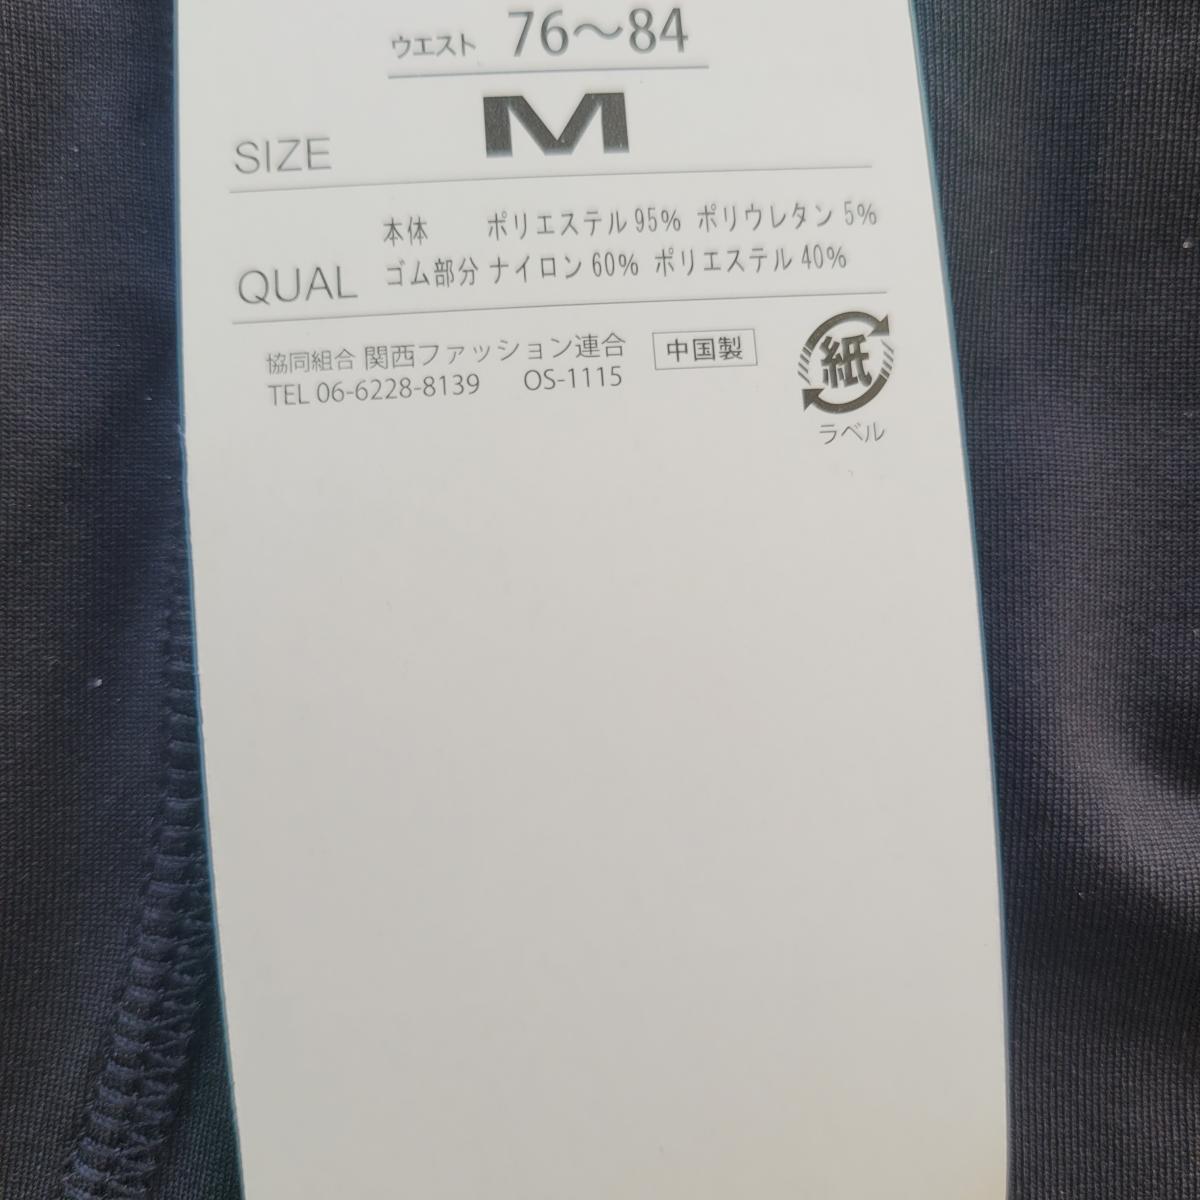 ウエスト 76～84
SIZE M
本体 ポリエステル95% ポリウレタン5%
QUAL ゴム部分 ナイロン60% ポリエステル40%
協同組合 関西ファッション連合 中国製
TEL 06-6228-8139 OS-1115
紙
ラベル